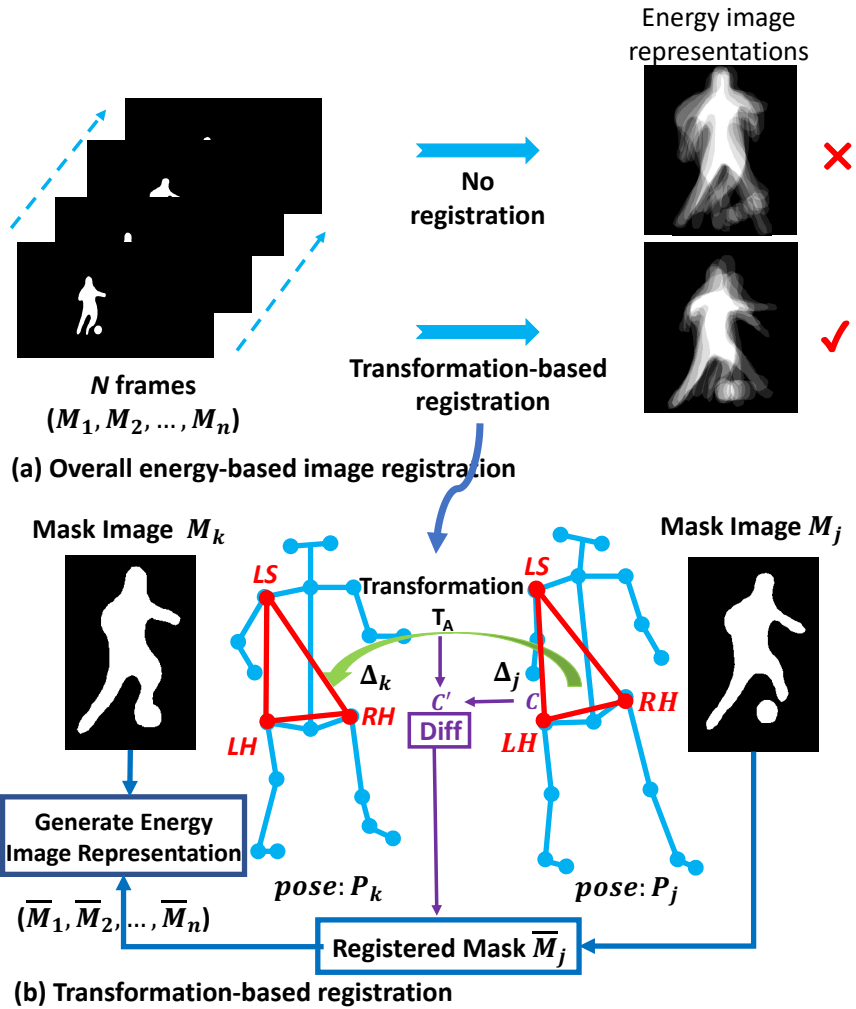 Energy image
representations
No
registration
Transformation-based
registration
N frames
(M₁, M₂, ..., Mₙ)
(a) Overall energy-based image registration
Mask Image Mₖ
Mask Image Mⱼ
LS
LS
Transformation
T_A
Δₖ
Δⱼ
C′
C
RH
RH
LH
LH
Diff
Generate Energy
Image Representation
pose: Pₖ
pose: Pⱼ
(M̅₁, M̅₂, ..., M̅ₙ)
Registered Mask M̅ⱼ
(b) Transformation-based registration